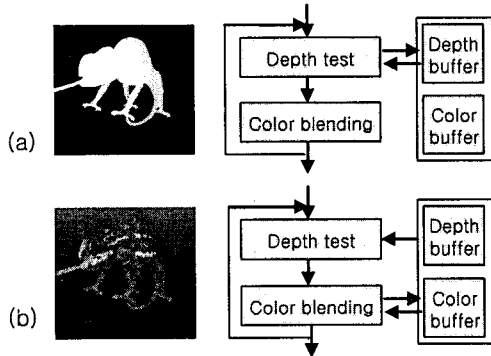 (a)
Depth test
Color blending
Depth
buffer
Color
buffer
(b)
Depth test
Color blending
Depth
buffer
Color
buffer